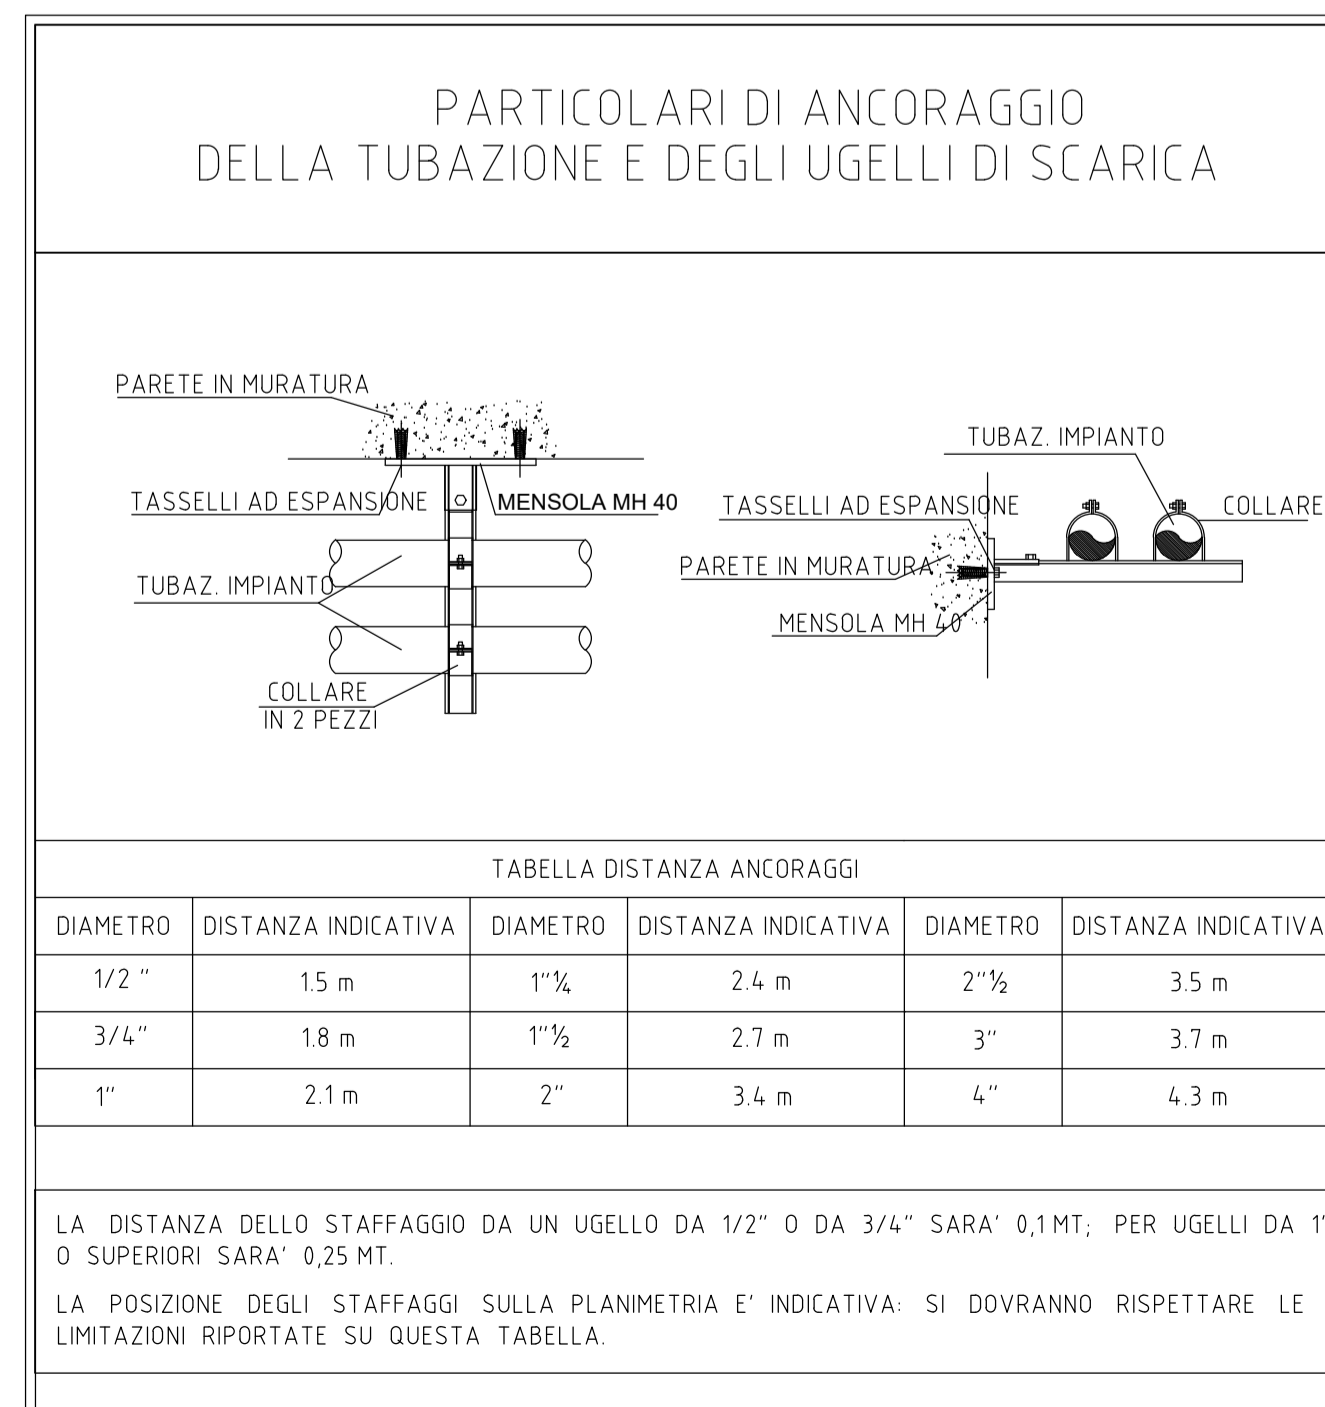 PARTICOLARI DI ANCORAGGIO
DELLA TUBAZIONE E DEGLI UGELLI DI SCARICA
PARETE IN MURATURA
TASSELLI AD ESPANSIONE
MENSOLA MH 40
TUBAZ. IMPIANTO
COLLARE
IN 2 PEZZI
TUBAZ. IMPIANTO
TASSELLI AD ESPANSIONE
COLLARE
PARETE IN MURATURA
MENSOLA MH 40
TABELLA DISTANZA ANCORAGGI
DIAMETRO DISTANZA INDICATIVA DIAMETRO DISTANZA INDICATIVA DIAMETRO DISTANZA INDICATIVA
1/2 " 1.5 m 1"¼ 2.4 m 2"½ 3.5 m
3/4" 1.8 m 1"½ 2.7 m 3" 3.7 m
1" 2.1 m 2" 3.4 m 4" 4.3 m
LA DISTANZA DELLO STAFFAGGIO DA UN UGELLO DA 1/2" O DA 3/4" SARA' 0,1 MT; PER UGELLI DA 1"
O SUPERIORI SARA' 0,25 MT.
LA POSIZIONE DEGLI STAFFAGGI SULLA PLANIMETRIA E' INDICATIVA: SI DOVRANNO RISPETTARE LE
LIMITAZIONI RIPORTATE SU QUESTA TABELLA.